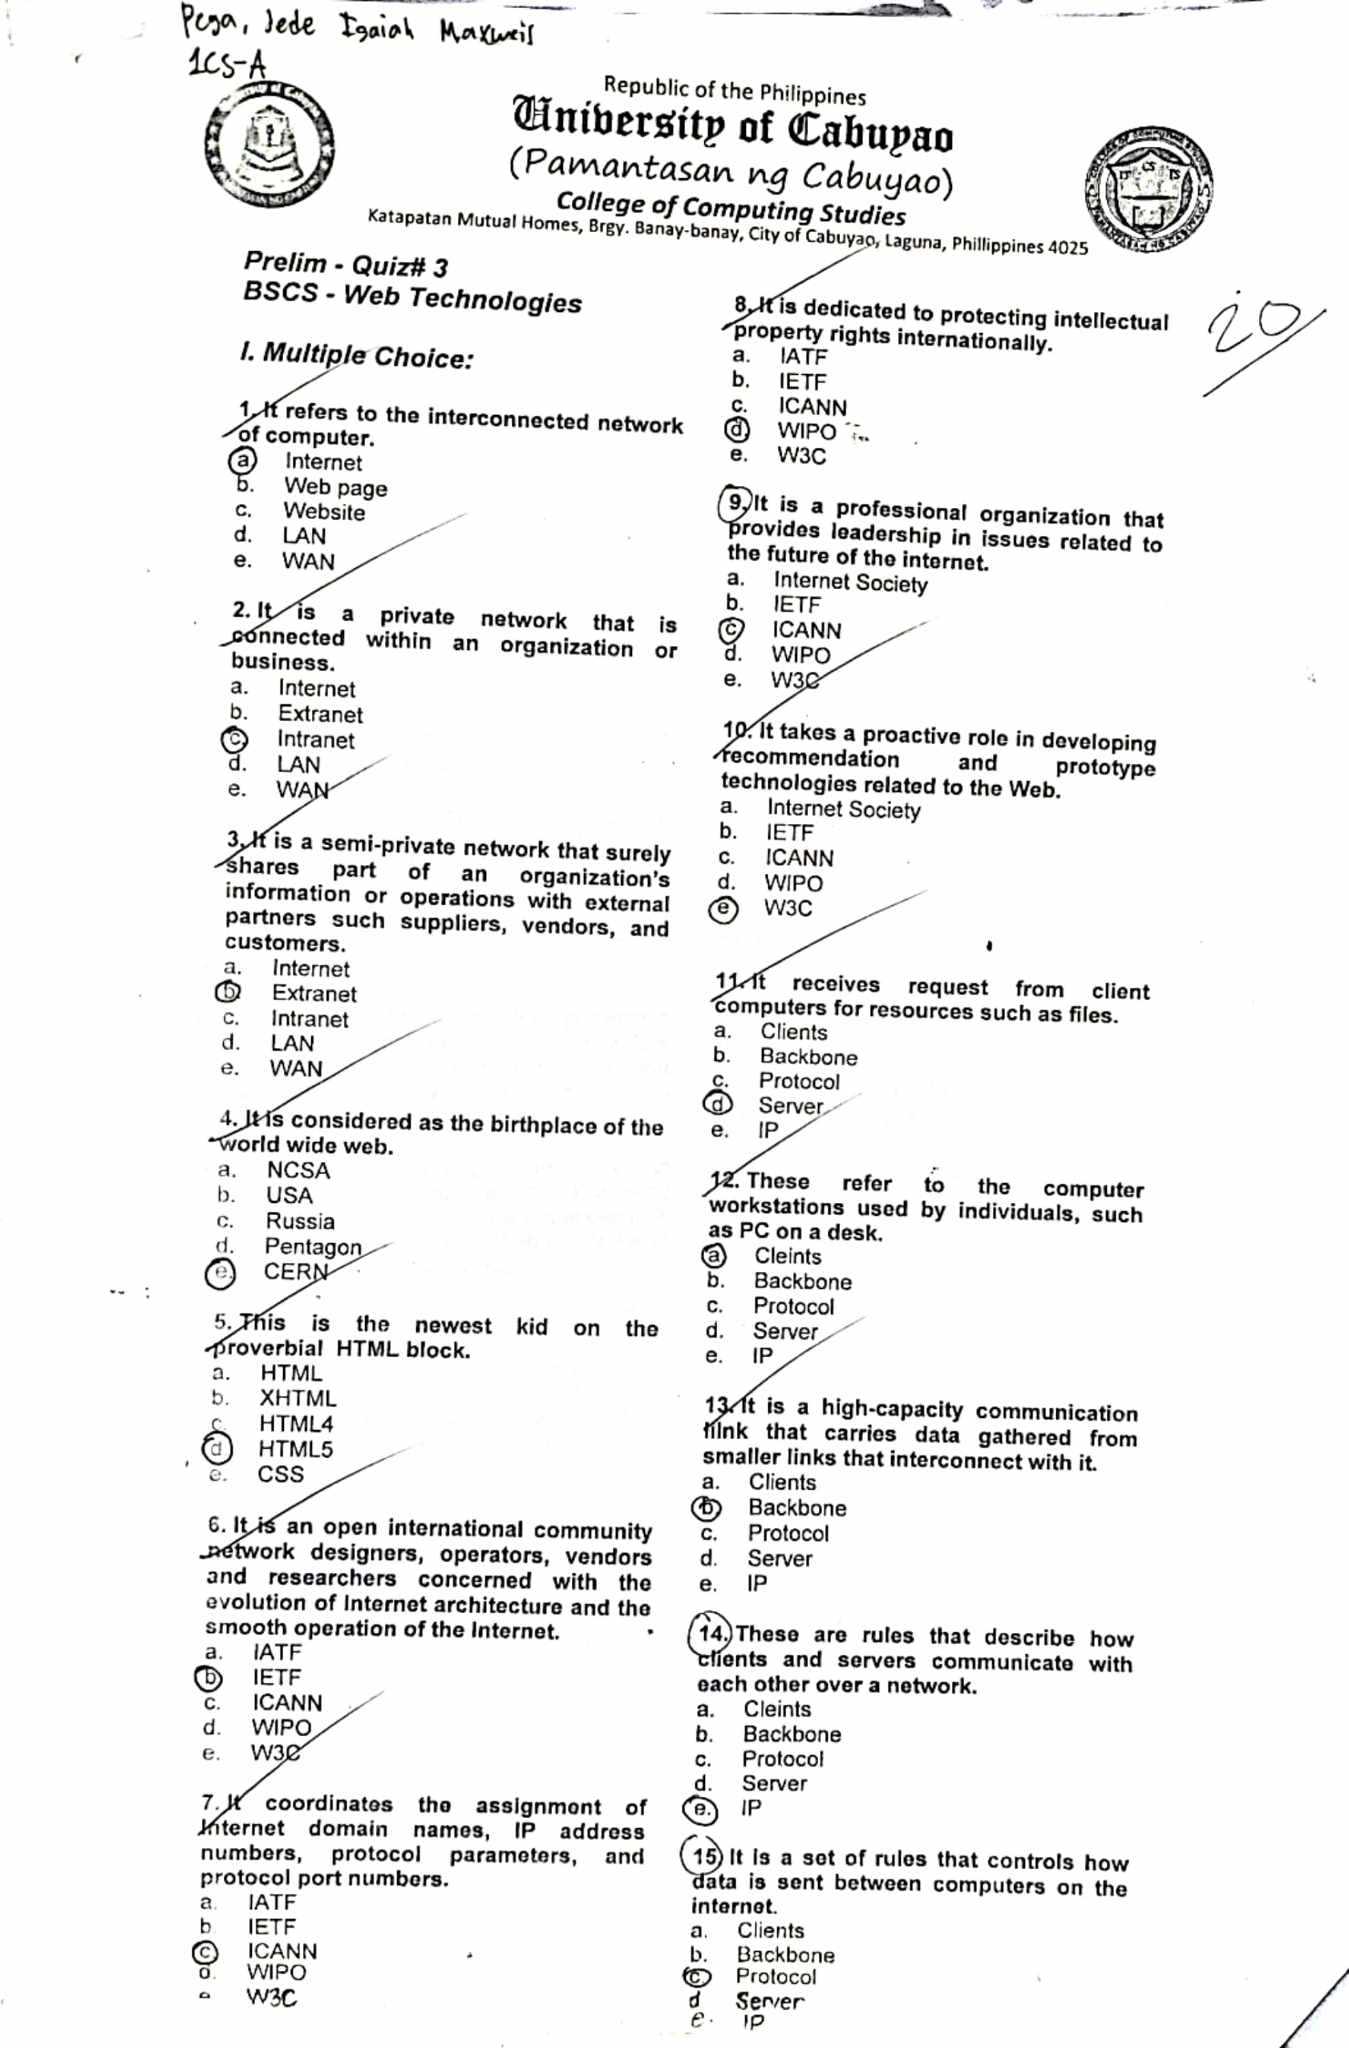 Pega, Jede Isaiah Maxweis
1CS-A
Republic of the Philippines
University of Cabuyao
(Pamantasan ng Cabuyao)
College of Computing Studies
Katapatan Mutual Homes, Brgy. Banay-banay, City of Cabuyao, Laguna, Phillippines 4025
Prelim - Quiz# 3
BSCS - Web Technologies
I. Multiple Choice:
1. It refers to the interconnected network
of computer.
a. Internet
b. Web page
c. Website
d. LAN
e. WAN
2. It is a private network that is
connected within an organization or
business.
a. Internet
b. Extranet
c. Intranet
d. LAN
e. WAN
3. It is a semi-private network that surely
shares part of an organization's
information or operations with external
partners such suppliers, vendors, and
customers.
a. Internet
b. Extranet
c. Intranet
d. LAN
e. WAN
4. It is considered as the birthplace of the
world wide web.
a. NCSA
b. USA
c. Russia
d. Pentagon
e. CERN
5. This is the newest kid on the
proverbial HTML block.
a. HTML
b. XHTML
c. HTML4
d HTML5
e. CSS
6. It is an open international community
network designers, operators, vendors
and researchers concerned with the
evolution of Internet architecture and the
smooth operation of the Internet.
a. IATF
b IETF
c. ICANN
d. WIPO
e. W3C
7. It coordinates the assignment of
Internet domain names, IP address
numbers, protocol parameters, and
protocol port numbers.
a. IATF
b IETF
c ICANN
d. WIPO
e W3C
8. It is dedicated to protecting intellectual
property rights internationally.
a. IATF
b. IETF
c. ICANN
d WIPO
e. W3C
20
9. It is a professional organization that
provides leadership in issues related to
the future of the internet.
a. Internet Society
b. IETF
c ICANN
d. WIPO
e. W3C
10. It takes a proactive role in developing
recommendation and prototype
technologies related to the Web.
a. Internet Society
b. IETF
c. ICANN
d. WIPO
e W3C
11. It receives request from client
computers for resources such as files.
a. Clients
b. Backbone
c. Protocol
d Server
e. IP
12. These refer to the computer
workstations used by individuals, such
as PC on a desk.
a Cleints
b. Backbone
c. Protocol
d. Server
e. IP
13. It is a high-capacity communication
filnk that carries data gathered from
smaller links that interconnect with it.
a. Clients
b Backbone
c. Protocol
d. Server
e. IP
14. These are rules that describe how
clients and servers communicate with
each other over a network.
a. Cleints
b. Backbone
c. Protocol
d. Server
e. IP
15 It is a set of rules that controls how
data is sent between computers on the
internet.
a. Clients
b. Backbone
c. Protocol
d Server
e. IP